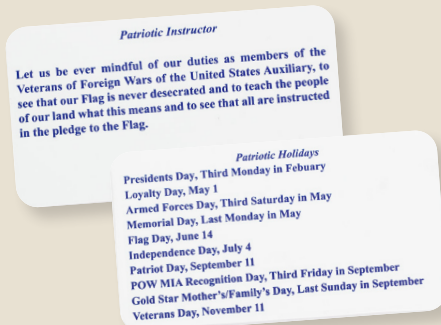 Patriotic Instructor
Let us be ever mindful of our duties as members of the
Veterans of Foreign Wars of the United States Auxiliary, to
see that our Flag is never desecrated and to teach the people
of our land what this means and to see that all are instructed
in the pledge to the Flag.
Patriotic Holidays
Presidents Day, Third Monday in Febuary
Loyalty Day, May 1
Armed Forces Day, Third Saturday in May
Memorial Day, Last Monday in May
Flag Day, June 14
Independence Day, July 4
Patriot Day, September 11
POW MIA Recognition Day, Third Friday in September
Gold Star Mother's/Family's Day, Last Sunday in September
Veterans Day, November 11